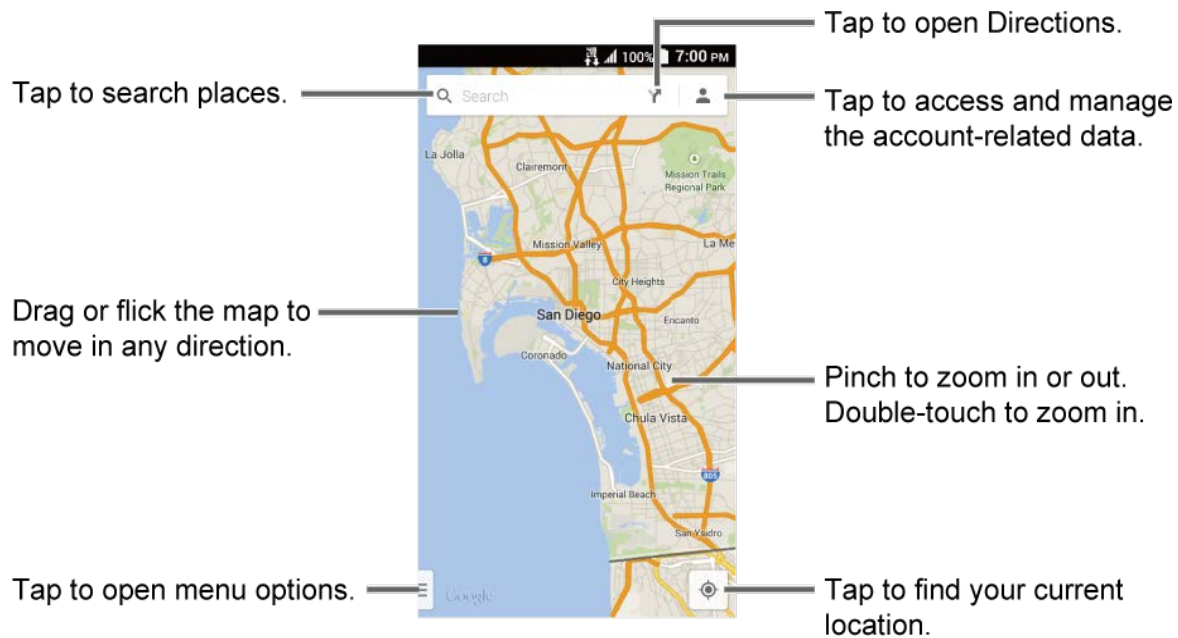 Tap to open Directions.
100% 7:00 PM
Tap to search places.
Search
Tap to access and manage
the account-related data.
La Jolla
Clairemont
Mission Trails
Regional Park
Mission Valley
La Me
8
City Heights
Drag or flick the map to
move in any direction.
San Diego
Encanto
Coronado
National City
Pinch to zoom in or out.
Double-touch to zoom in.
Chula Vista
805
Imperial Beach
San Ysidro
Tap to open menu options.
Google
Tap to find your current
location.